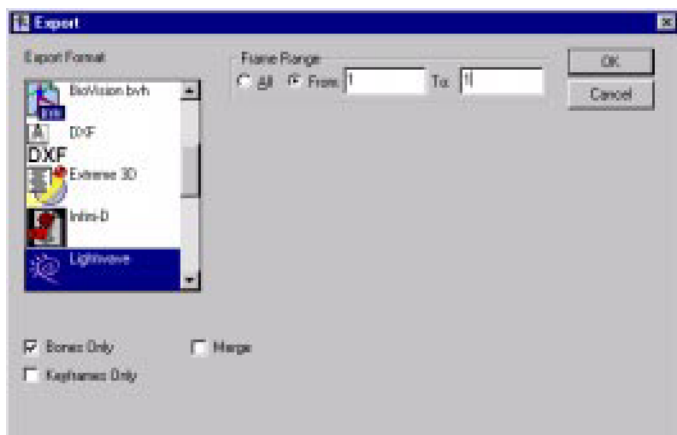 Export
Export Format
BioVision bvh
A DXF
DXF
Extreme 3D
Infini-D
Lightwave
Frame Range
All From: 1 To: 1
OK
Cancel
Bones Only Merge
Keyframes Only